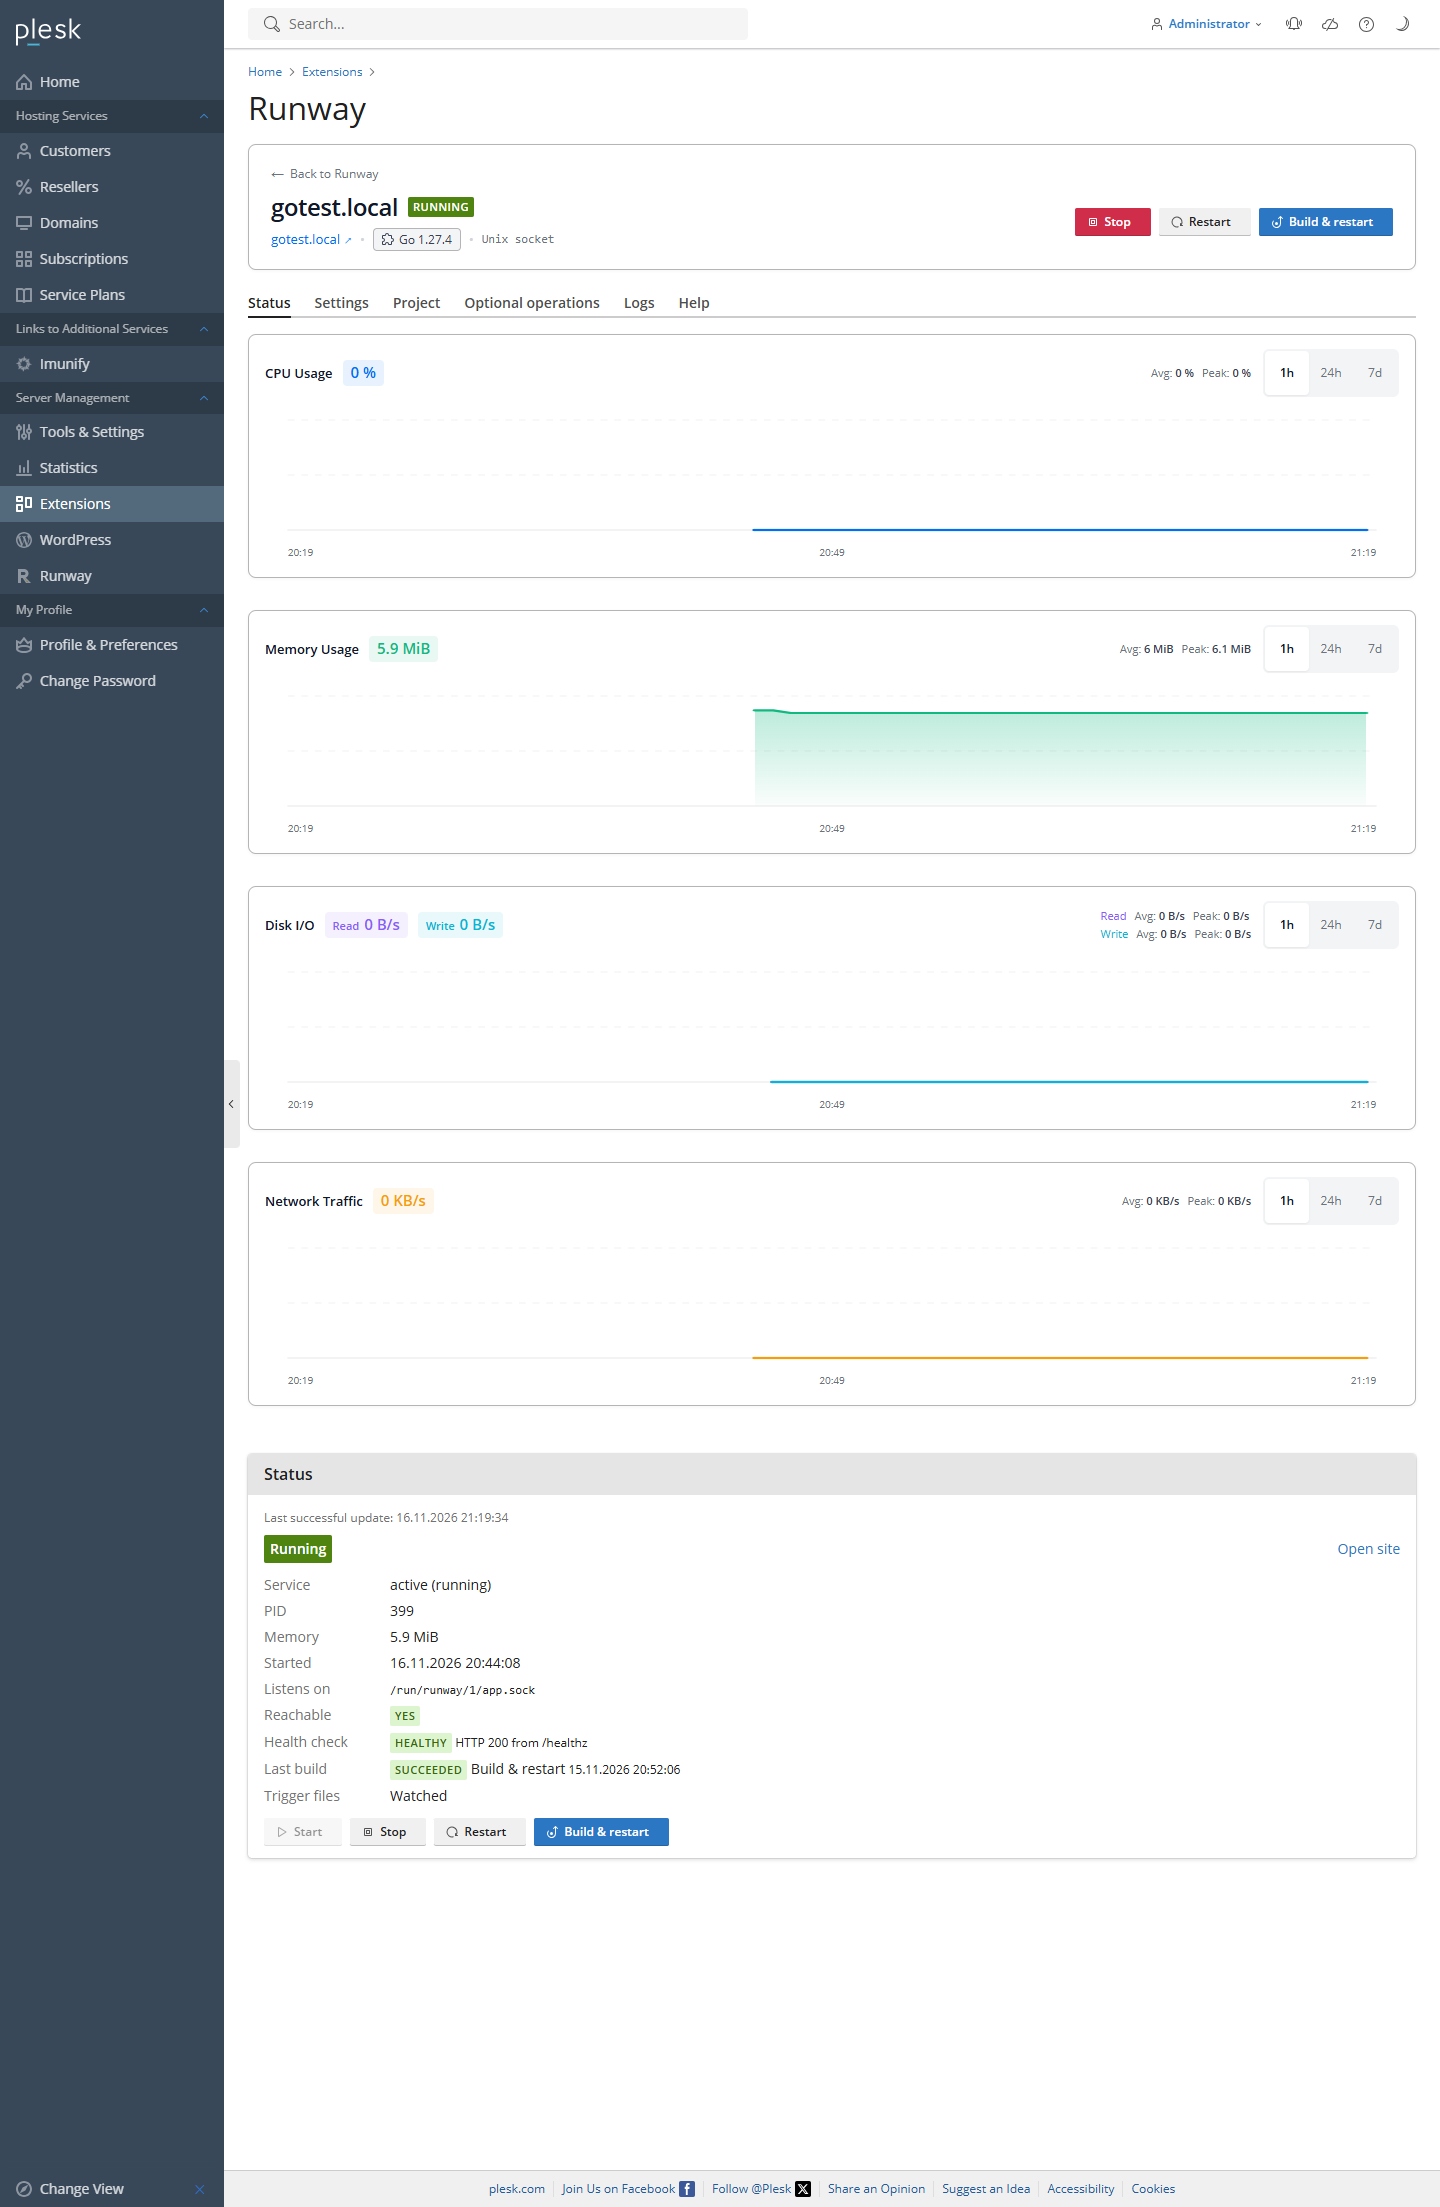 plesk
Search...
Administrator
Home
Hosting Services
Customers
Resellers
Domains
Subscriptions
Service Plans
Links to Additional Services
Imunify
Server Management
Tools & Settings
Statistics
Extensions
WordPress
Runway
My Profile
Profile & Preferences
Change Password
Change View
Home > Extensions >
Runway
← Back to Runway
gotest.local RUNNING
gotest.local ↗ • Go 1.27.4 • Unix socket
Stop Restart Build & restart
Status Settings Project Optional operations Logs Help
CPU Usage 0 % Avg: 0 % Peak: 0 % 1h 24h 7d
20:19 20:49 21:19
Memory Usage 5.9 MiB Avg: 6 MiB Peak: 6.1 MiB 1h 24h 7d
20:19 20:49 21:19
Disk I/O Read 0 B/s Write 0 B/s
Read Avg: 0 B/s Peak: 0 B/s
Write Avg: 0 B/s Peak: 0 B/s
1h 24h 7d
20:19 20:49 21:19
Network Traffic 0 KB/s Avg: 0 KB/s Peak: 0 KB/s 1h 24h 7d
20:19 20:49 21:19
Status
Last successful update: 16.11.2026 21:19:34
Running Open site
Service active (running)
PID 399
Memory 5.9 MiB
Started 16.11.2026 20:44:08
Listens on /run/runway/1/app.sock
Reachable YES
Health check HEALTHY HTTP 200 from /healthz
Last build SUCCEEDED Build & restart 15.11.2026 20:52:06
Trigger files Watched
Start Stop Restart Build & restart
plesk.com Join Us on Facebook Follow @Plesk Share an Opinion Suggest an Idea Accessibility Cookies